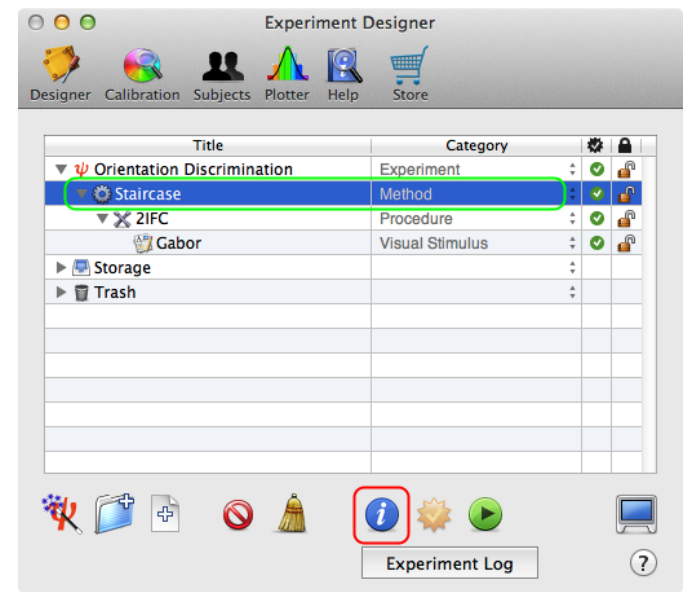 Experiment Designer
Designer Calibration Subjects Plotter Help Store
Title Category
ψ Orientation Discrimination Experiment
Staircase Method
2IFC Procedure
Gabor Visual Stimulus
Storage
Trash
i
Experiment Log
?